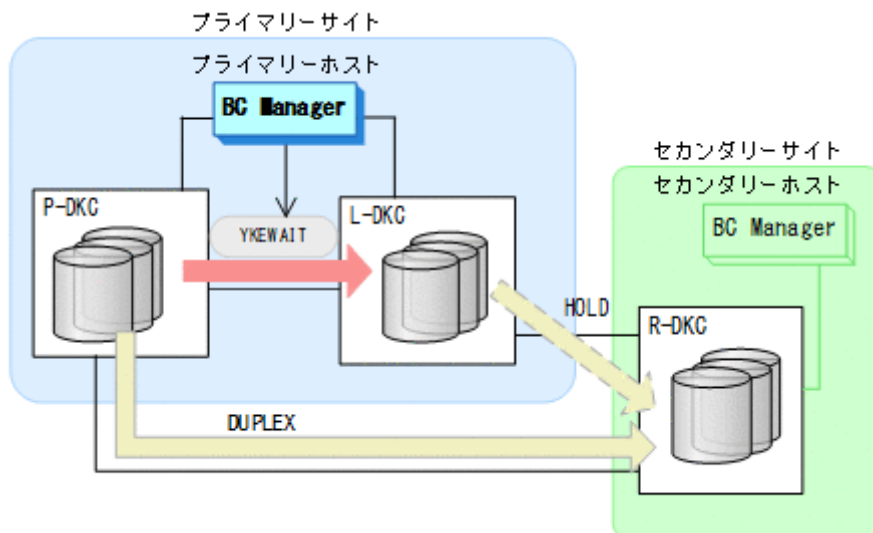 プライマリーサイト
プライマリーホスト
BC Manager
セカンダリーサイト
セカンダリーホスト
P-DKC
L-DKC
BC Manager
YKEWAIT
HOLD
R-DKC
DUPLEX